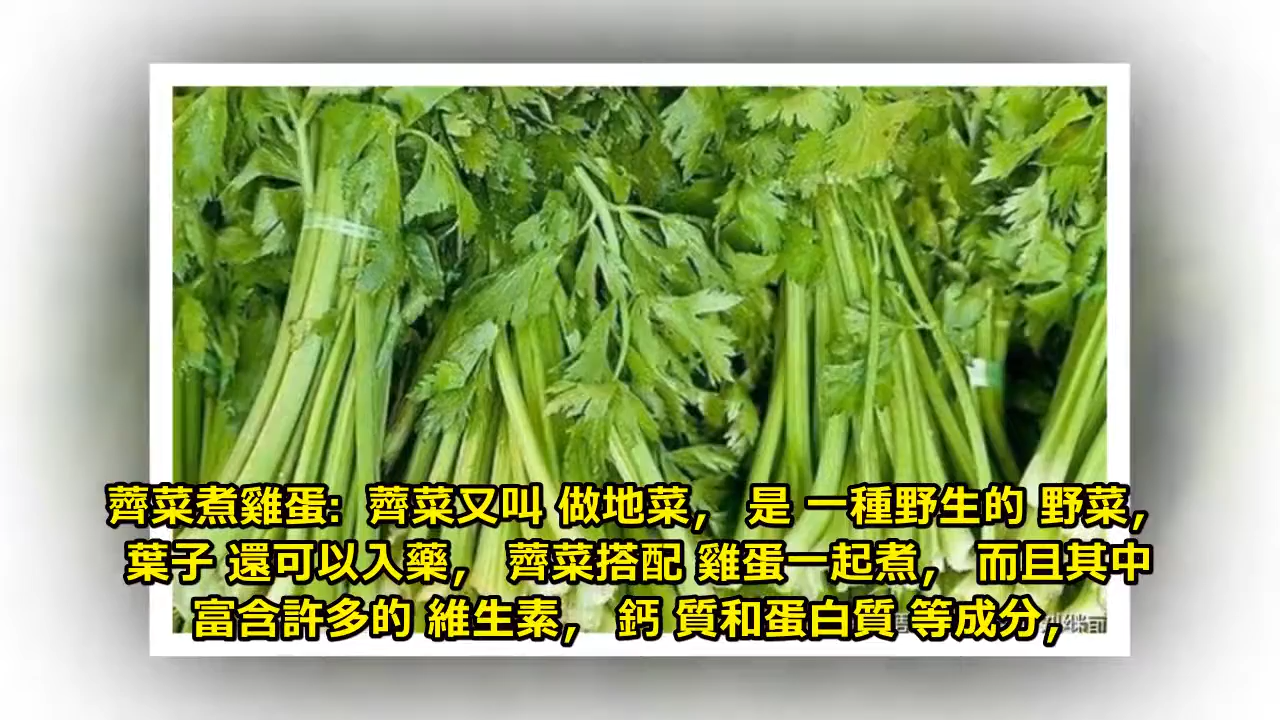 薺菜煮雞蛋：薺菜又叫 做地菜， 是 一種野生的 野菜，
葉子 還可以入藥， 薺菜搭配 雞蛋一起煮， 而且其中
富含許多的 維生素， 鈣 質和蛋白質 等成分，